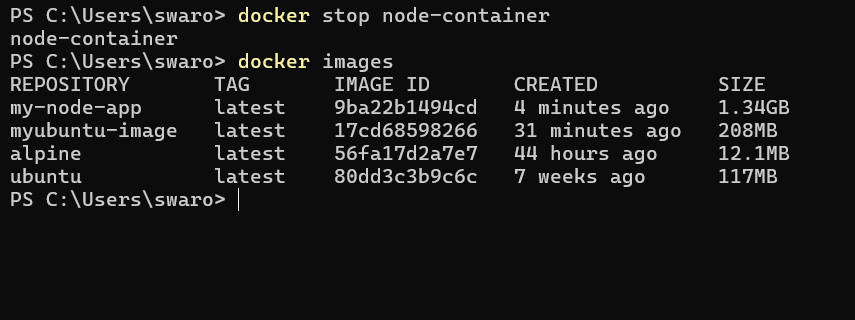 PS C:\Users\swaro> docker stop node-container
node-container
PS C:\Users\swaro> docker images
REPOSITORY       TAG       IMAGE ID       CREATED          SIZE
my-node-app      latest    9ba22b1494cd   4 minutes ago    1.34GB
myubuntu-image   latest    17cd68598266   31 minutes ago   208MB
alpine           latest    56fa17d2a7e7   44 hours ago     12.1MB
ubuntu           latest    80dd3c3b9c6c   7 weeks ago      117MB
PS C:\Users\swaro>